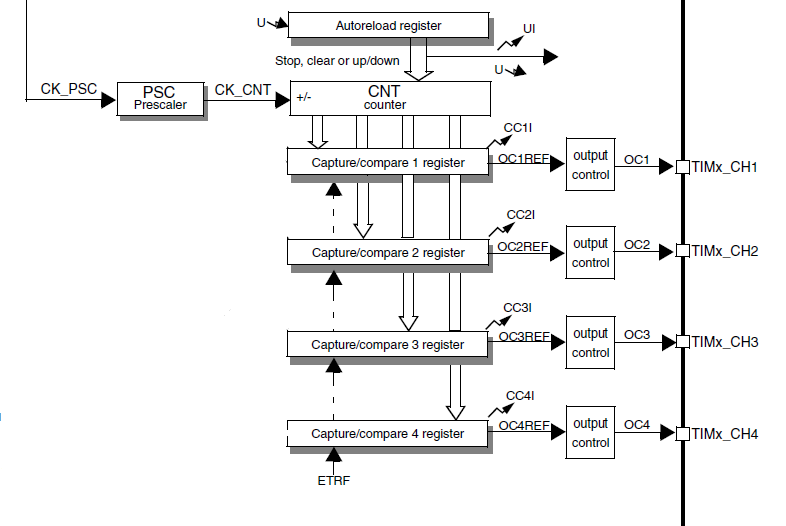 U
Autoreload register
UI
Stop, clear or up/down
U
CK_PSC
PSC
Prescaler
CK_CNT
+/-
CNT
counter
CC1I
Capture/compare 1 register
OC1REF
output
control
OC1
TIMx_CH1
CC2I
Capture/compare 2 register
OC2REF
output
control
OC2
TIMx_CH2
CC3I
Capture/compare 3 register
OC3REF
output
control
OC3
TIMx_CH3
CC4I
Capture/compare 4 register
OC4REF
output
control
OC4
TIMx_CH4
ETRF